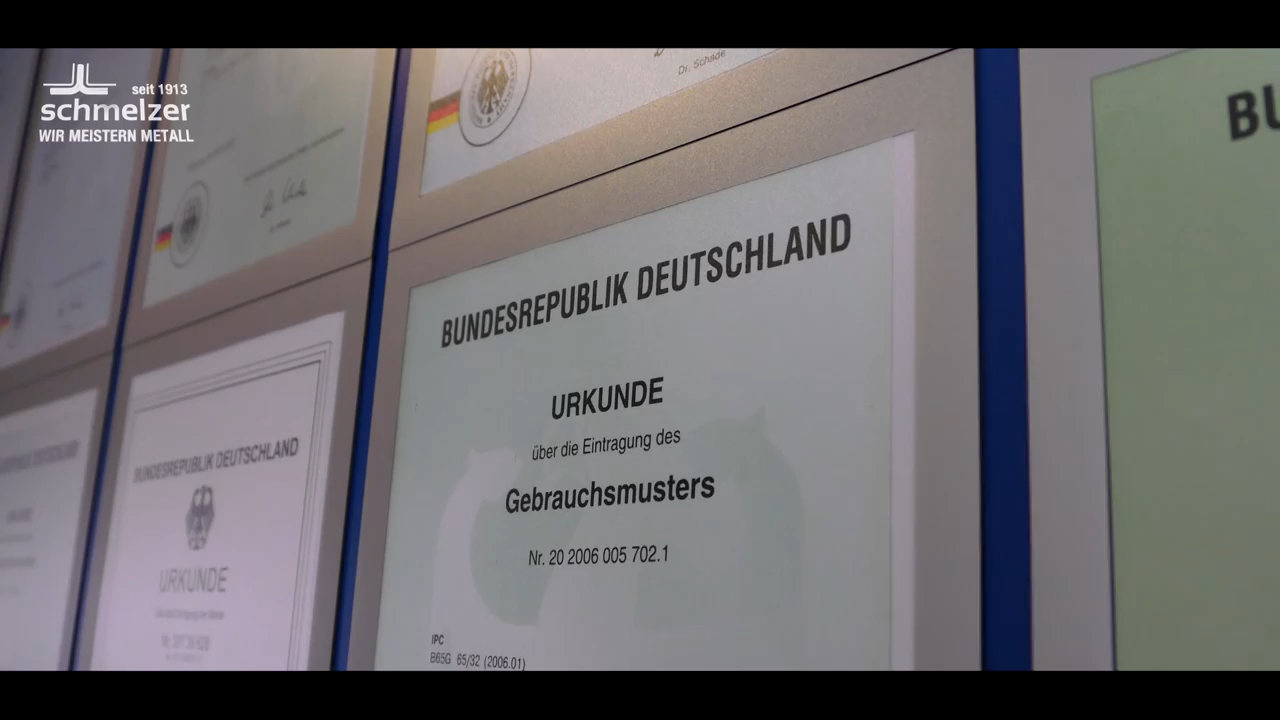 seit 1913
schmelzer
WIR MEISTERN METALL
Dr. Schade
BUNDESREPUBLIK DEUTSCHLAND
URKUNDE
über die Eintragung des
Gebrauchsmusters
Nr. 20 2006 005 702.1
IPC
B65G 65/32 (2006.01)
BUNDESREPUBLIK DEUTSCHLAND
URKUNDE
BU